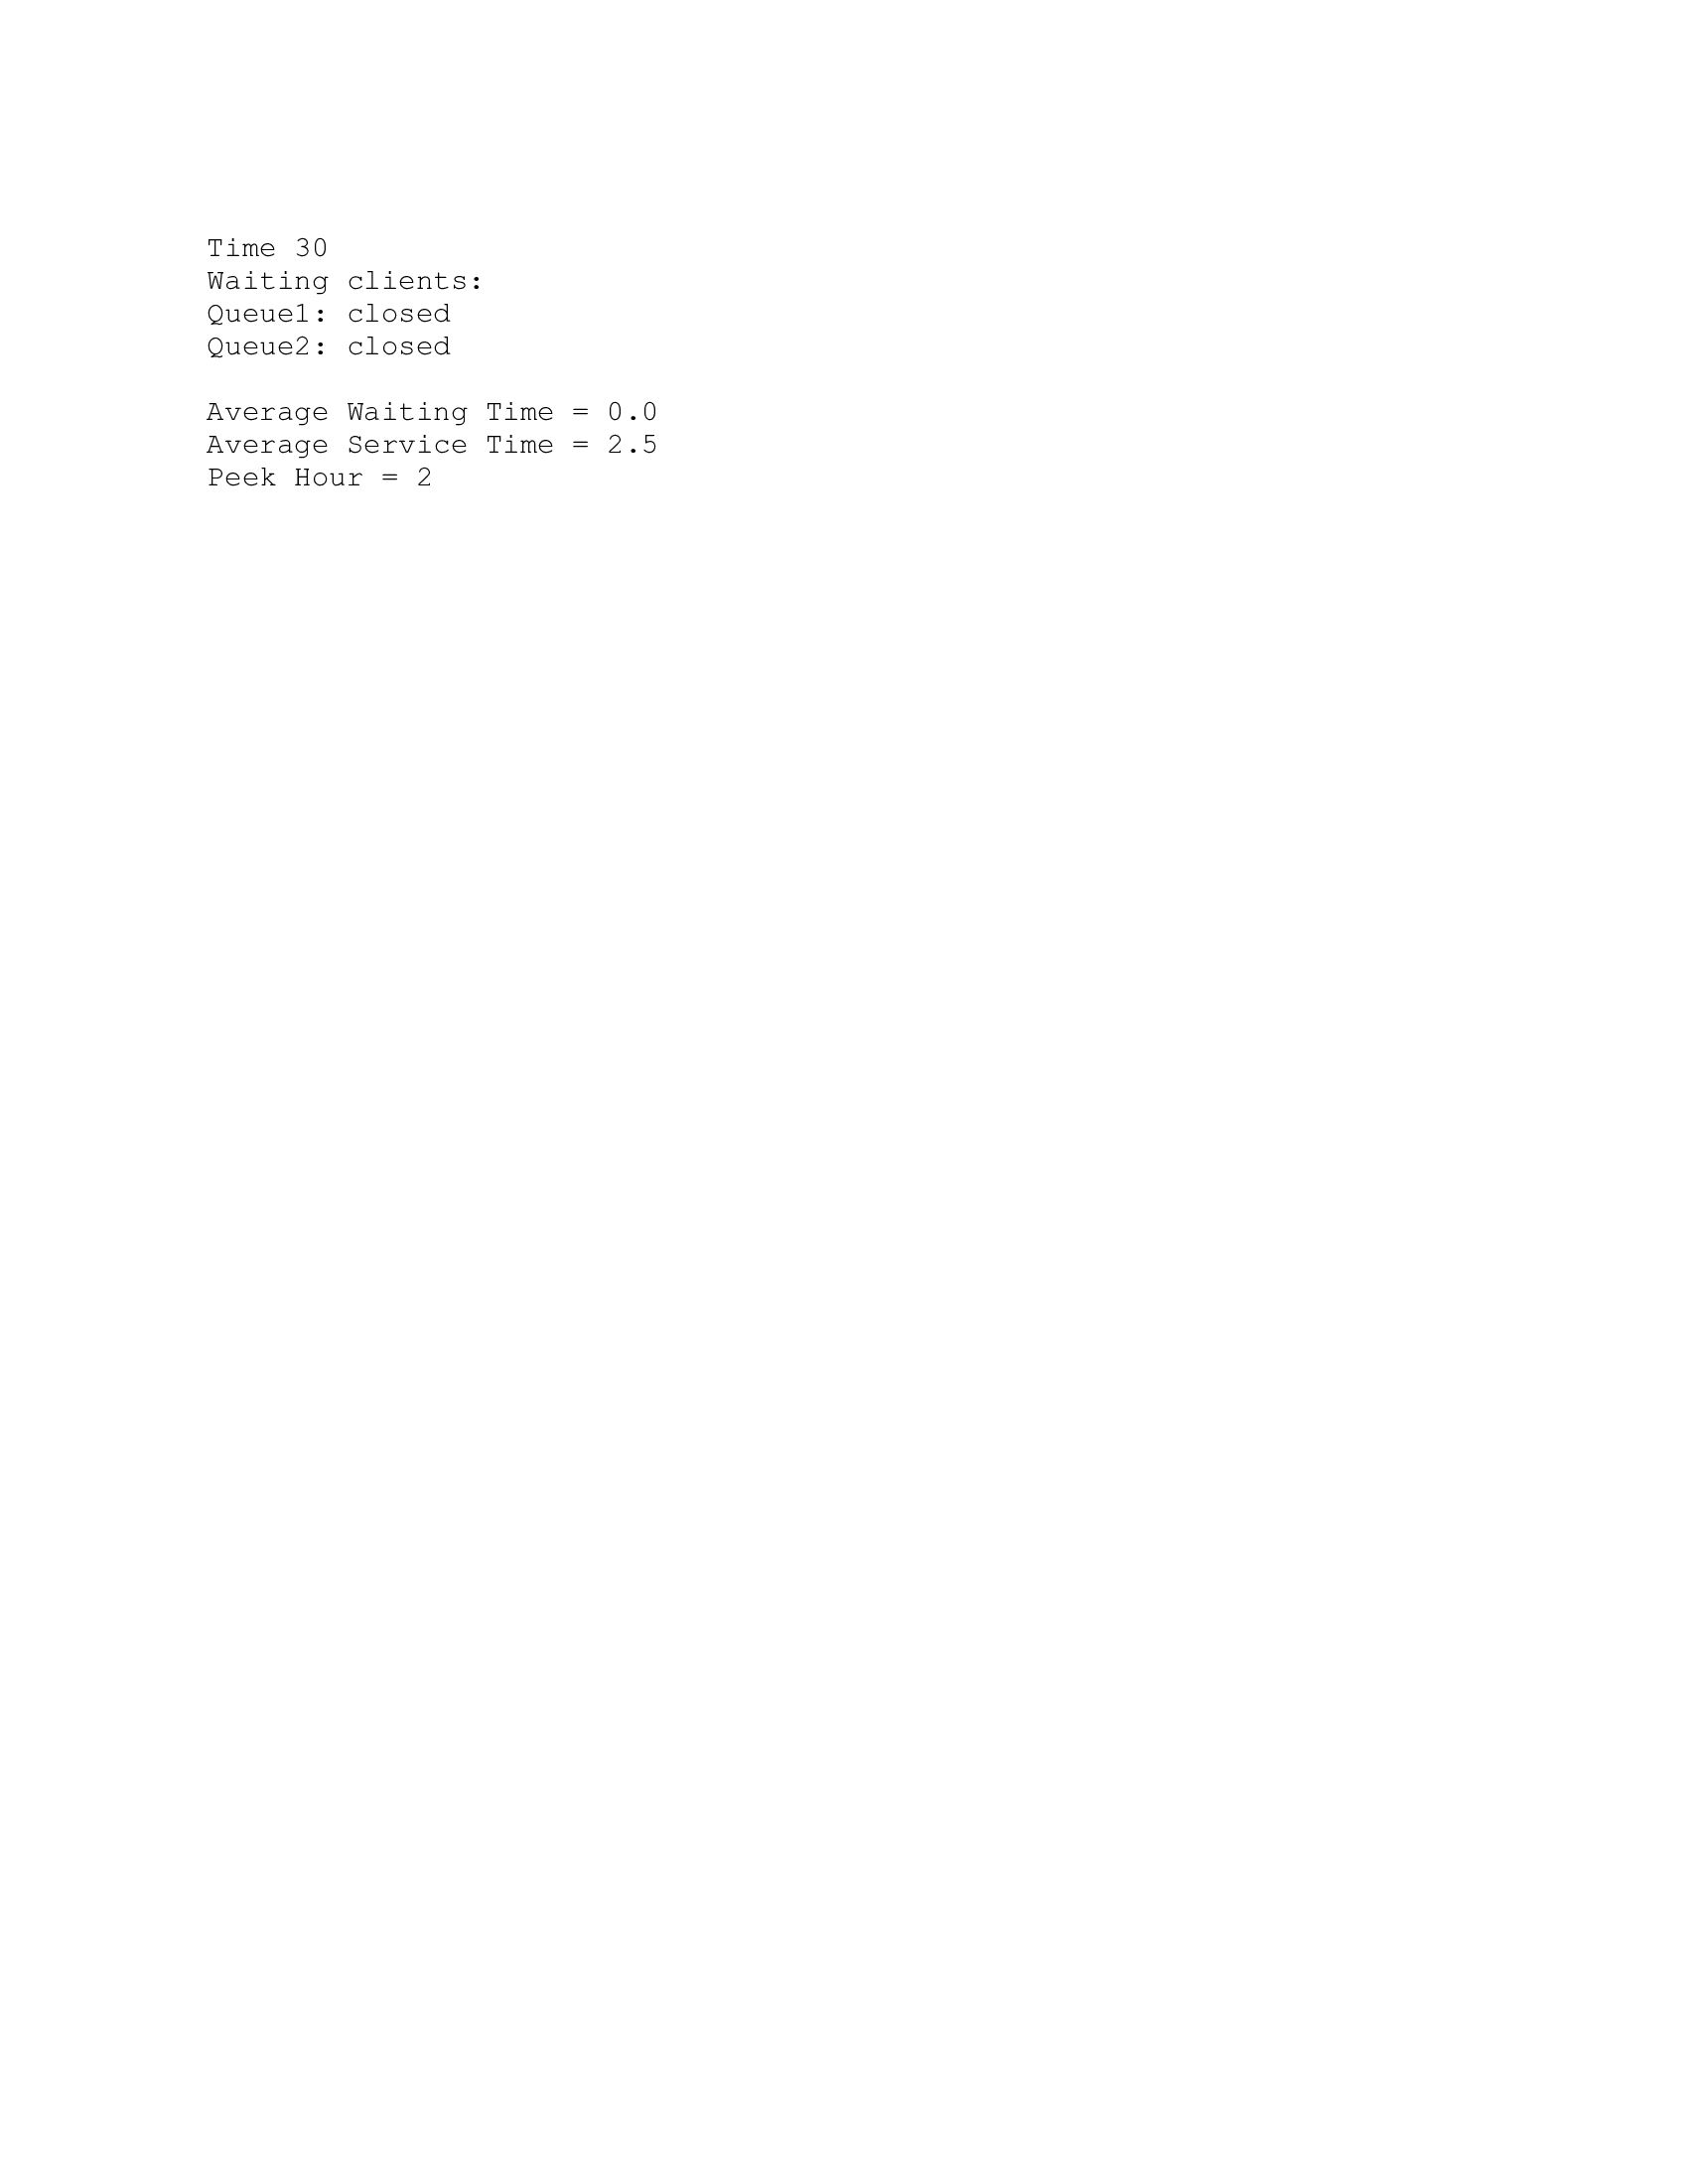 Time 30
Waiting clients:
Queue1: closed
Queue2: closed

Average Waiting Time = 0.0
Average Service Time = 2.5
Peek Hour = 2